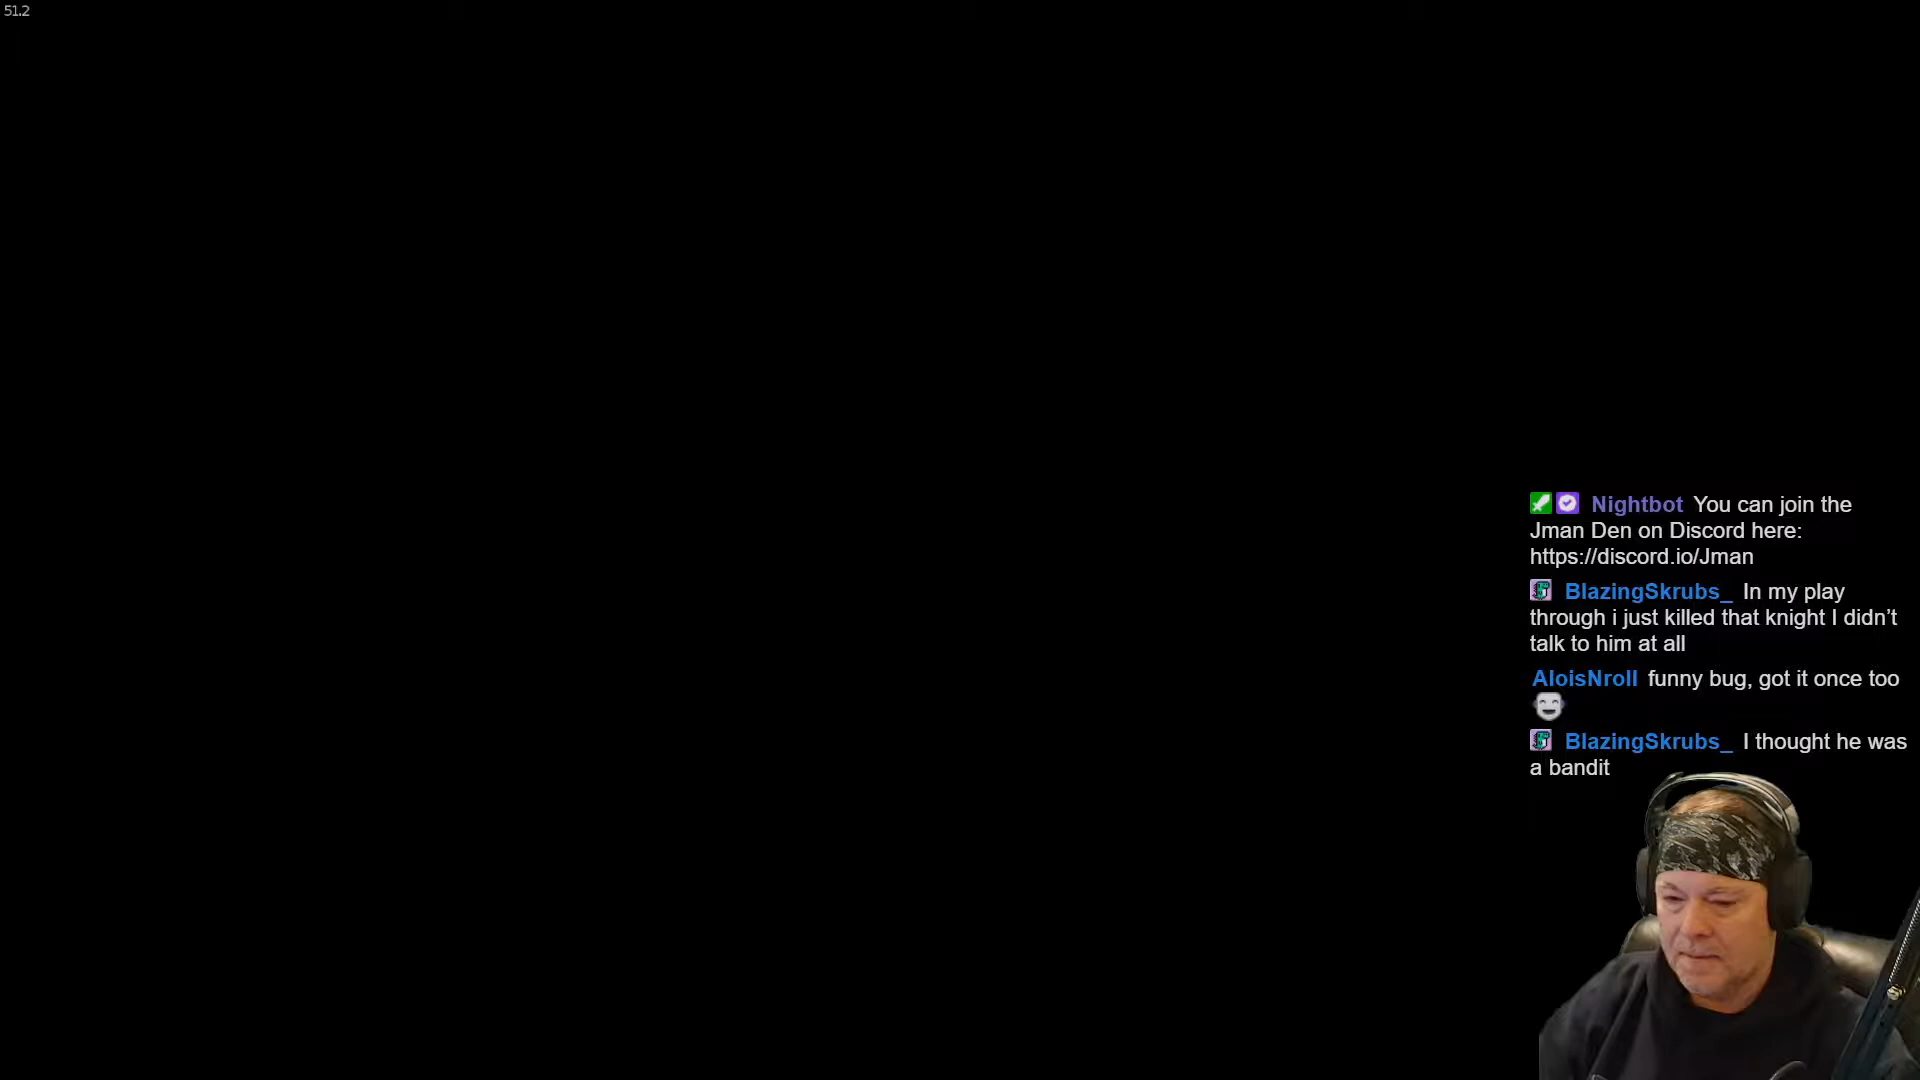 51.2
Nightbot You can join the
Jman Den on Discord here:
https://discord.io/Jman
BlazingSkrubs_ In my play
through i just killed that knight I didn’t
talk to him at all
AloisNroll funny bug, got it once too
BlazingSkrubs_ I thought he was
a bandit